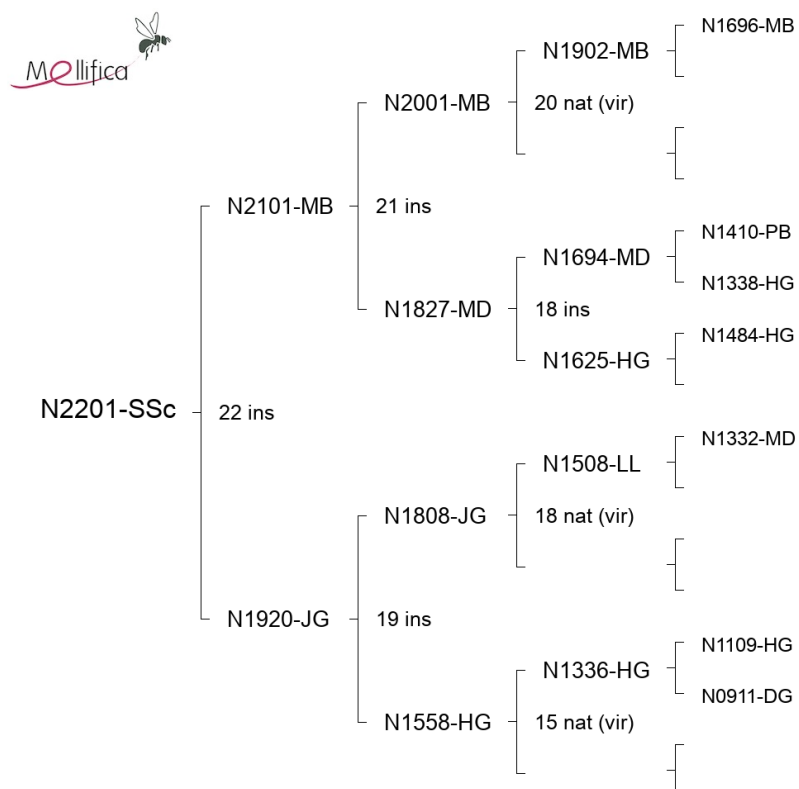 Mellifica
N1696-MB
N1902-MB
N2001-MB
20 nat (vir)
N2101-MB
21 ins
N1410-PB
N1694-MD
N1338-HG
N1827-MD
18 ins
N1484-HG
N1625-HG
N2201-SSc
22 ins
N1332-MD
N1508-LL
N1808-JG
18 nat (vir)
N1920-JG
19 ins
N1109-HG
N1336-HG
N0911-DG
N1558-HG
15 nat (vir)